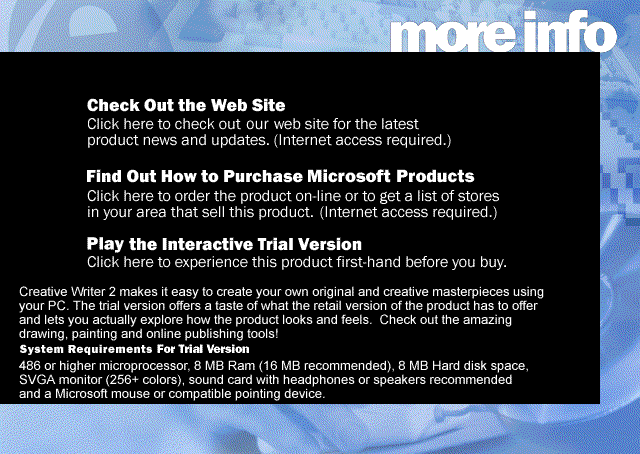 more info
Check Out the Web Site
Click here to check out our web site for the latest
product news and updates. (Internet access required.)
Find Out How to Purchase Microsoft Products
Click here to order the product on-line or to get a list of stores
in your area that sell this product. (Internet access required.)
Play the Interactive Trial Version
Click here to experience this product first-hand before you buy.
Creative Writer 2 makes it easy to create your own original and creative masterpieces using
your PC. The trial version offers a taste of what the retail version of the product has to offer
and lets you actually explore how the product looks and feels. Check out the amazing
drawing, painting and online publishing tools!
System Requirements For Trial Version
486 or higher microprocessor, 8 MB Ram (16 MB recommended), 8 MB Hard disk space,
SVGA monitor (256+ colors), sound card with headphones or speakers recommended
and a Microsoft mouse or compatible pointing device.